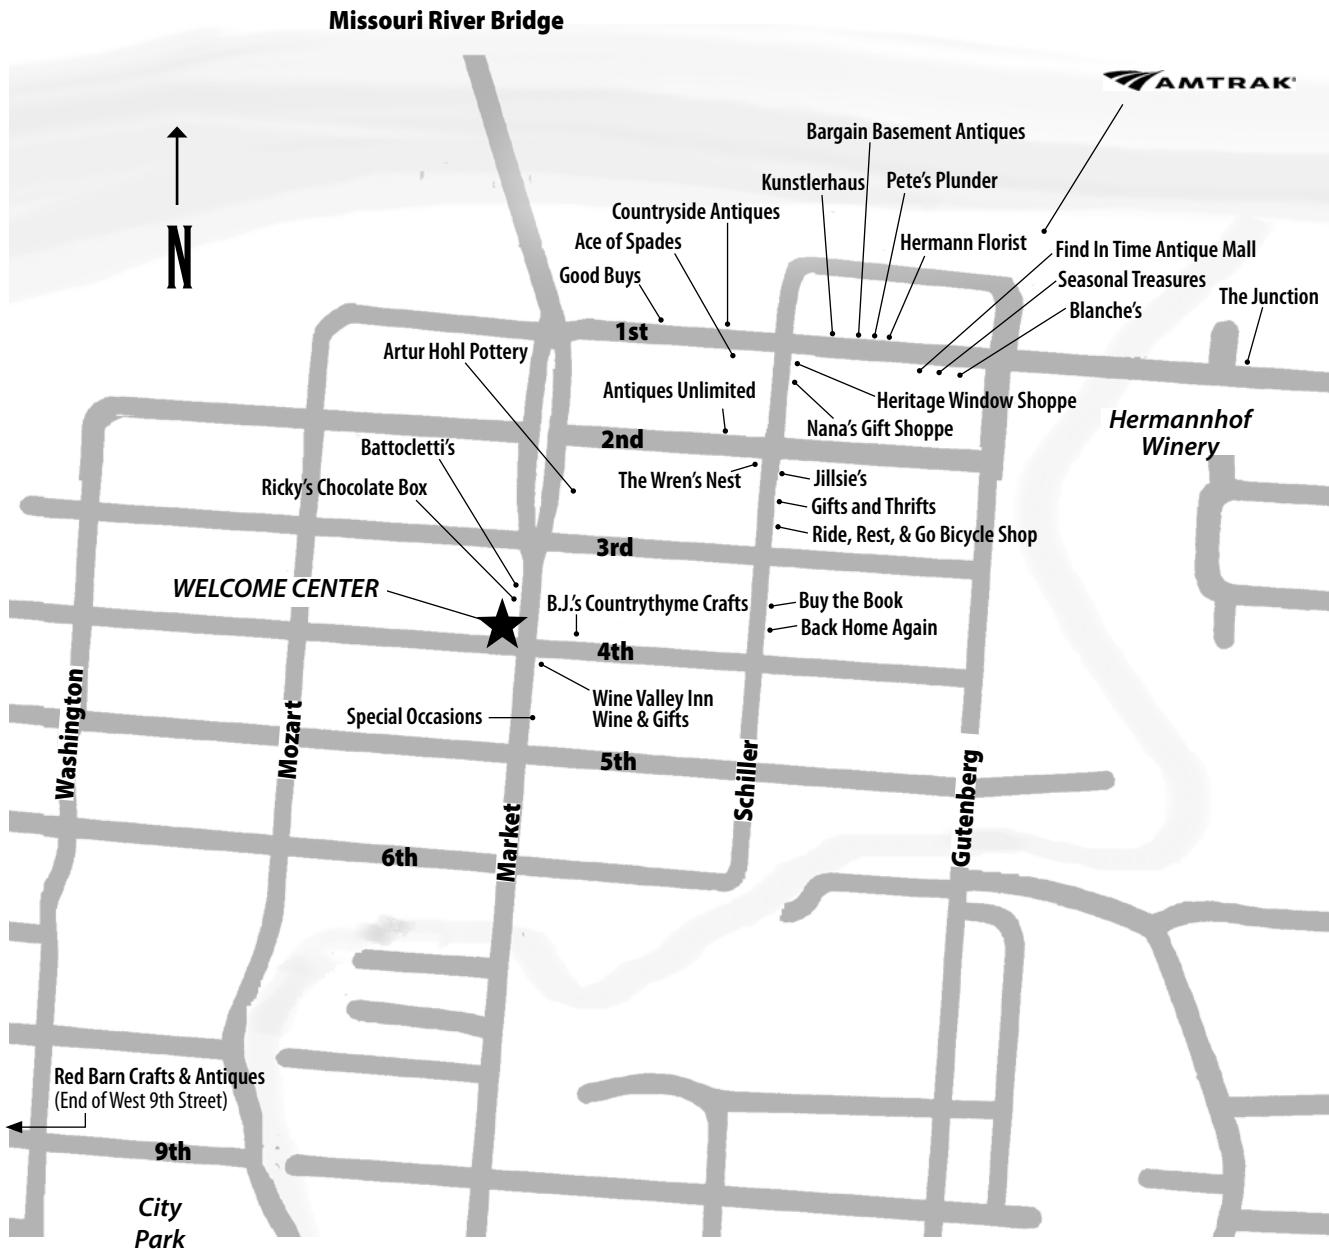 Missouri River Bridge
AMTRAK
Bargain Basement Antiques
Kunstlerhaus
Pete's Plunder
Countryside Antiques
Ace of Spades
Hermann Florist
Find In Time Antique Mall
Good Buys
Seasonal Treasures
N
The Junction
Blanche's
1st
Artur Hohl Pottery
Antiques Unlimited
Heritage Window Shoppe
Hermannhof
Winery
Nana's Gift Shoppe
2nd
Battocletti's
The Wren's Nest
Jillsie's
Ricky's Chocolate Box
Gifts and Thrifts
Ride, Rest, & Go Bicycle Shop
3rd
WELCOME CENTER
B.J.'s Countrythyme Crafts
Buy the Book
Back Home Again
4th
Wine Valley Inn
Wine & Gifts
Special Occasions
Washington
Mozart
5th
Schiller
Gutenberg
Market
6th
Red Barn Crafts & Antiques
(End of West 9th Street)
9th
City
Park